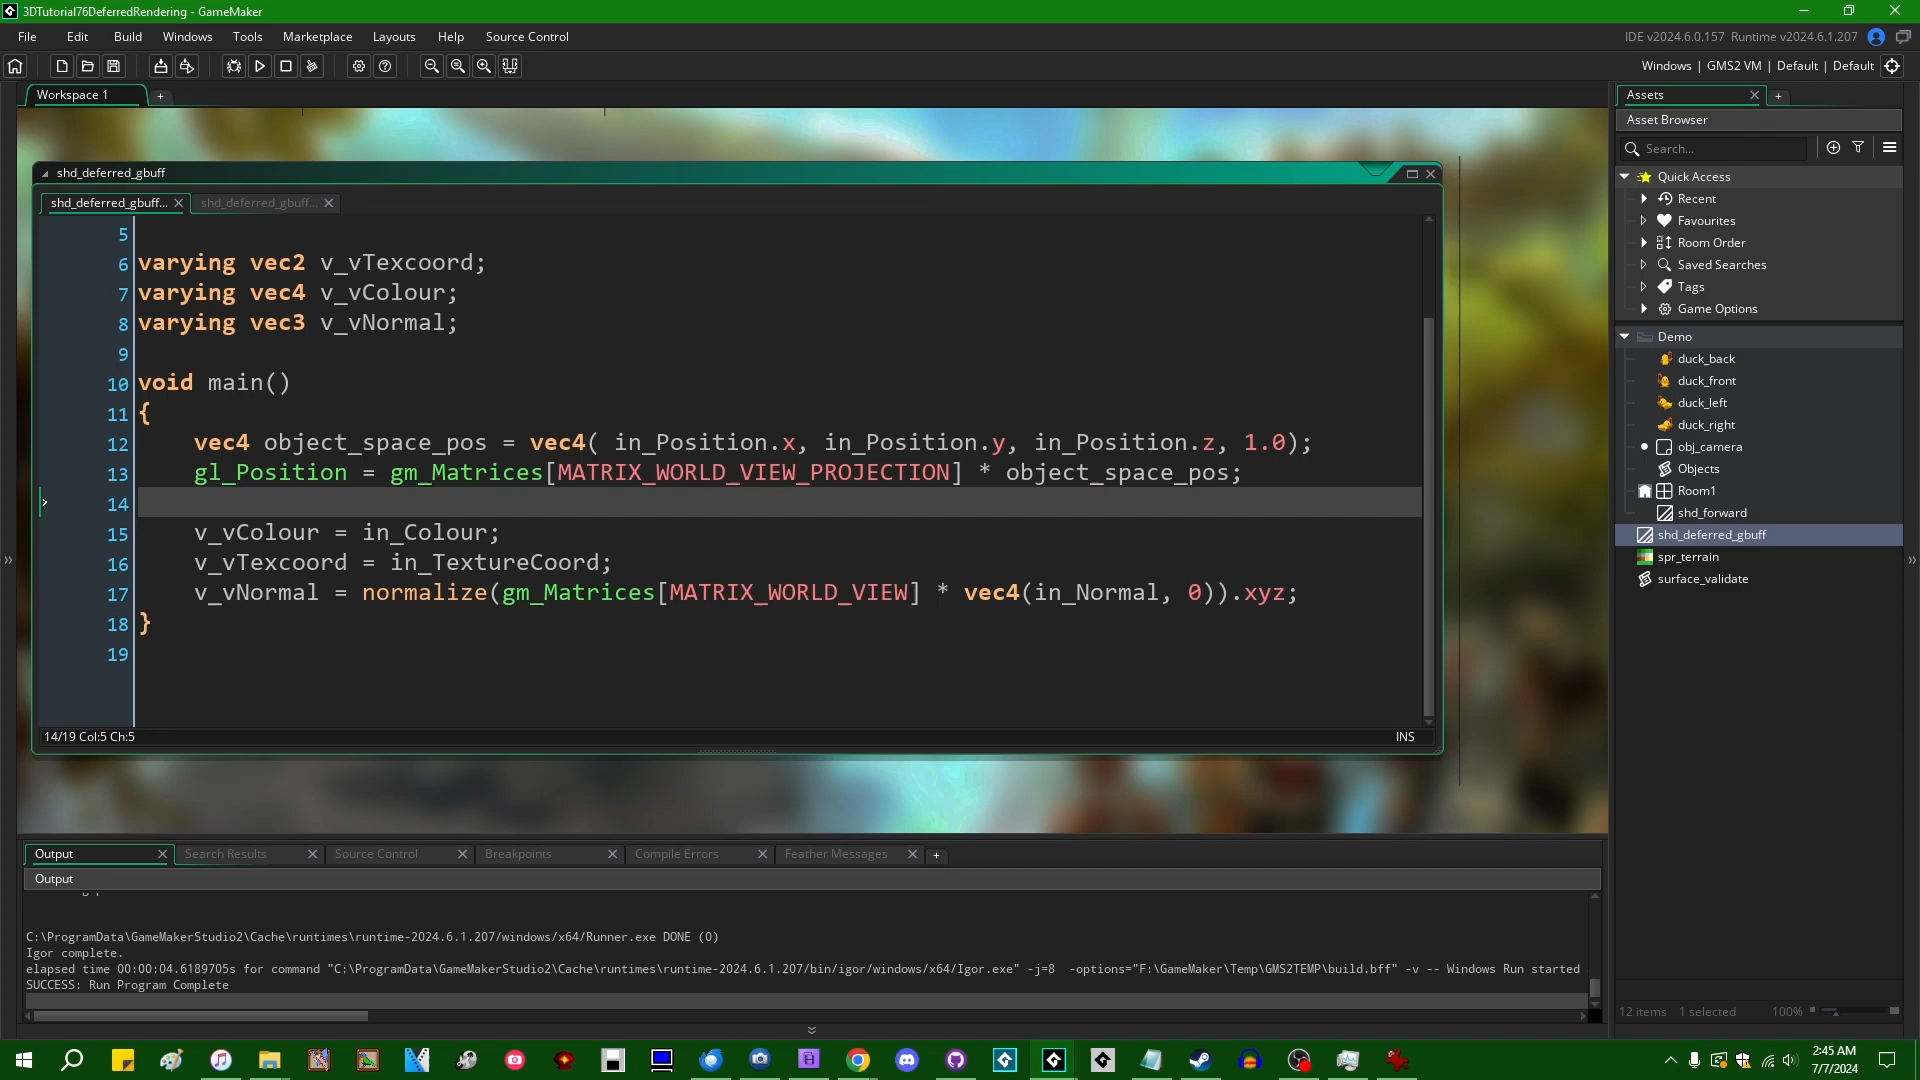 3DTutorial76DeferredRendering - GameMaker
File Edit Build Windows Tools Marketplace Layouts Help Source Control
IDE v2024.6.0.157 Runtime v2024.6.1.207
Windows | GMS2 VM | Default | Default
Workspace 1
shd_deferred_gbuff
shd_deferred_gbuff... shd_deferred_gbuff...
5
6 varying vec2 v_vTexcoord;
7 varying vec4 v_vColour;
8 varying vec3 v_vNormal;
9
10 void main()
11 {
12 vec4 object_space_pos = vec4( in_Position.x, in_Position.y, in_Position.z, 1.0);
13 gl_Position = gm_Matrices[MATRIX_WORLD_VIEW_PROJECTION] * object_space_pos;
14
15 v_vColour = in_Colour;
16 v_vTexcoord = in_TextureCoord;
17 v_vNormal = normalize(gm_Matrices[MATRIX_WORLD_VIEW] * vec4(in_Normal, 0)).xyz;
18 }
19
14/19 Col:5 Ch:5
INS
Output Search Results Source Control Breakpoints Compile Errors Feather Messages
Output
C:\ProgramData\GameMakerStudio2\Cache\runtimes\runtime-2024.6.1.207/windows/x64/Runner.exe DONE (0)
Igor complete.
elapsed time 00:00:04.6189705s for command "C:\ProgramData\GameMakerStudio2\Cache\runtimes\runtime-2024.6.1.207/bin/igor/windows/x64/Igor.exe" -j=8 -options="F:\GameMaker\Temp\GMS2TEMP\build.bff" -v -- Windows Run started
SUCCESS: Run Program Complete
Assets
Asset Browser
Search...
Quick Access
Recent
Favourites
Room Order
Saved Searches
Tags
Game Options
Demo
duck_back
duck_front
duck_left
duck_right
obj_camera
Objects
Room1
shd_forward
shd_deferred_gbuff
spr_terrain
surface_validate
12 items 1 selected 100%
2:45 AM
7/7/2024